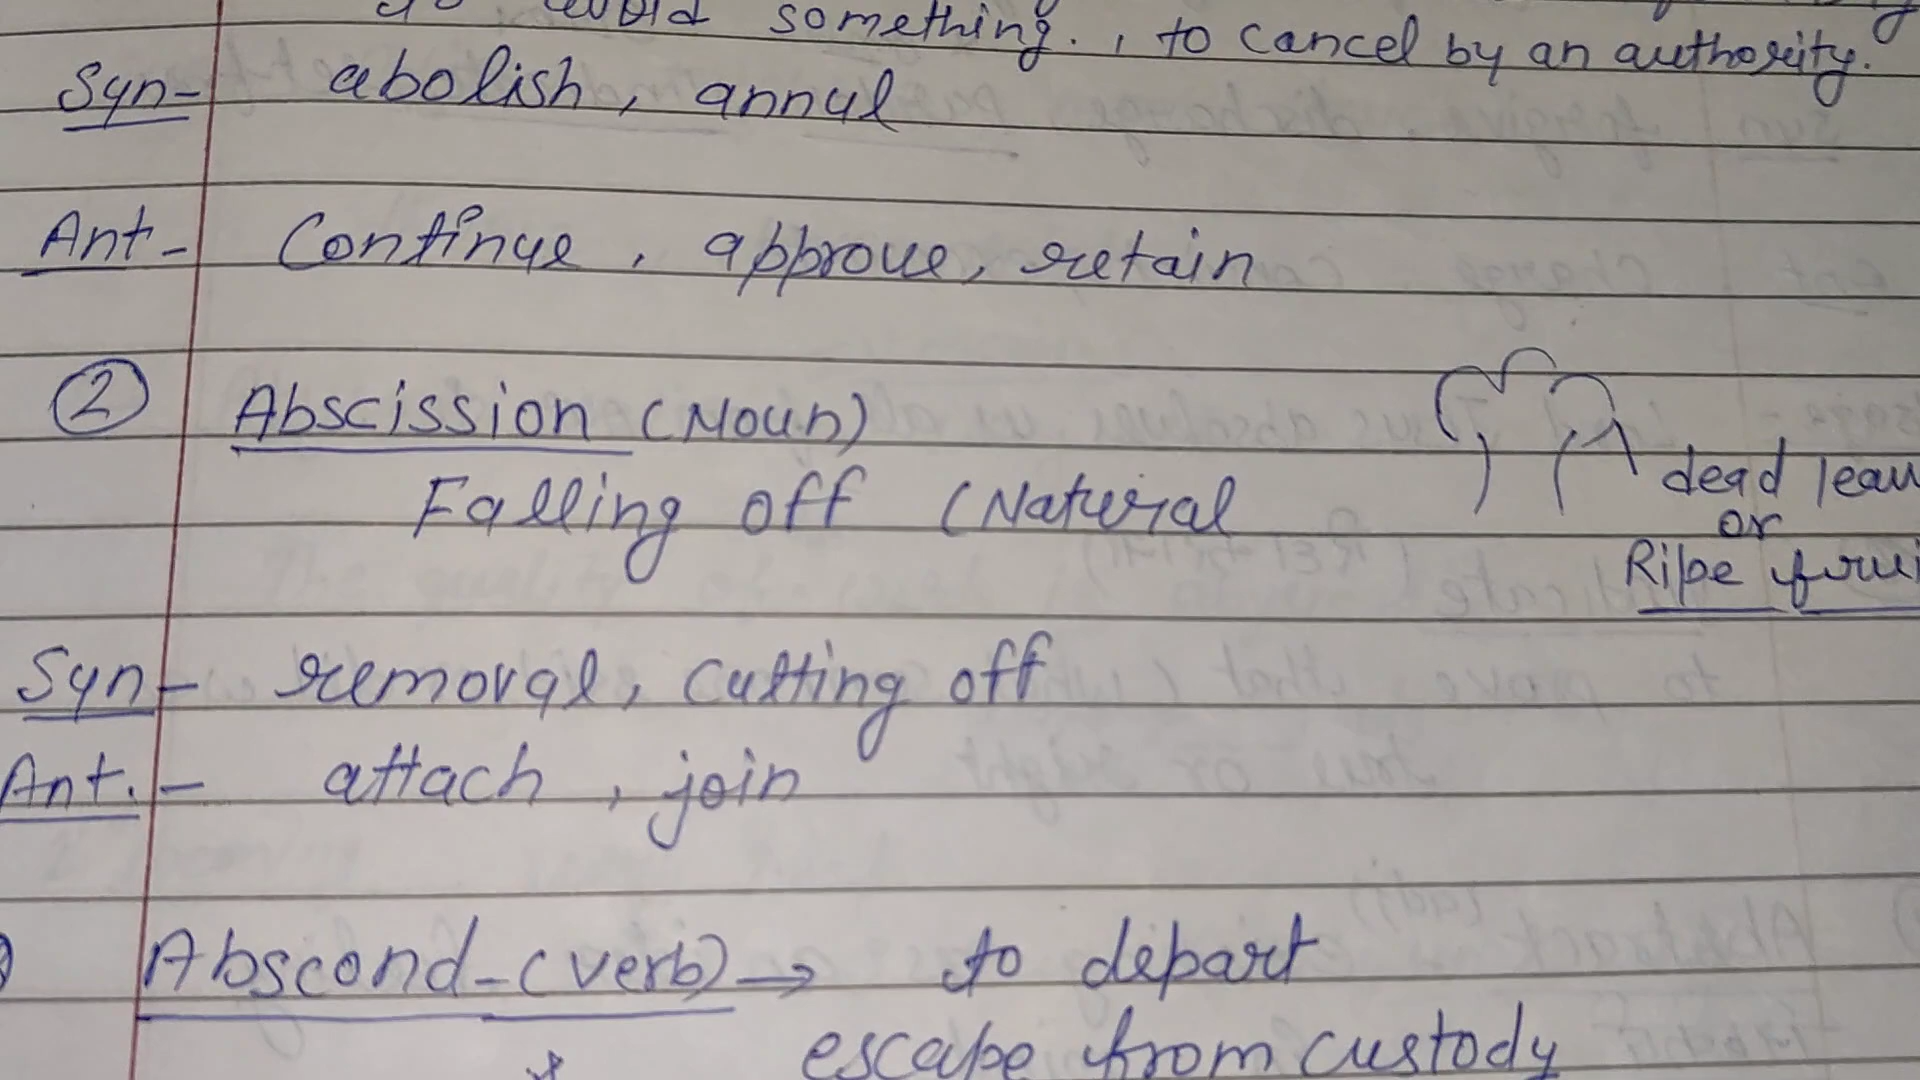 something. , to cancel by an authority.
Syn- abolish, annul
Ant- Continue, approve, retain
2 Abscission (Noun)
Falling off (Natural
dead
or
Ripe
Syn- removal, cutting off
Ant.- attach, join
Abscond-(verb)→ to depart
escape from custody